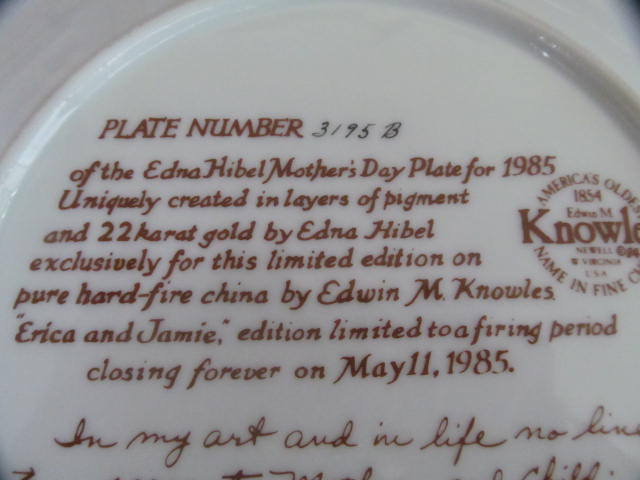 PLATE NUMBER 3195 B
of the Edna Hibel Mother's Day Plate for 1985
Uniquely created in layers of pigment
and 22 karat gold by Edna Hibel
exclusively for this limited edition on
pure hard-fire china by Edwin M. Knowles.
"Erica and Jamie," edition limited to a firing period
closing forever on May 11, 1985.
In my art and in life no line
AMERICA'S
1854
Edwin M.
Knowle
NEWELL
W VIRGINIA
USA
NAME IN FINE